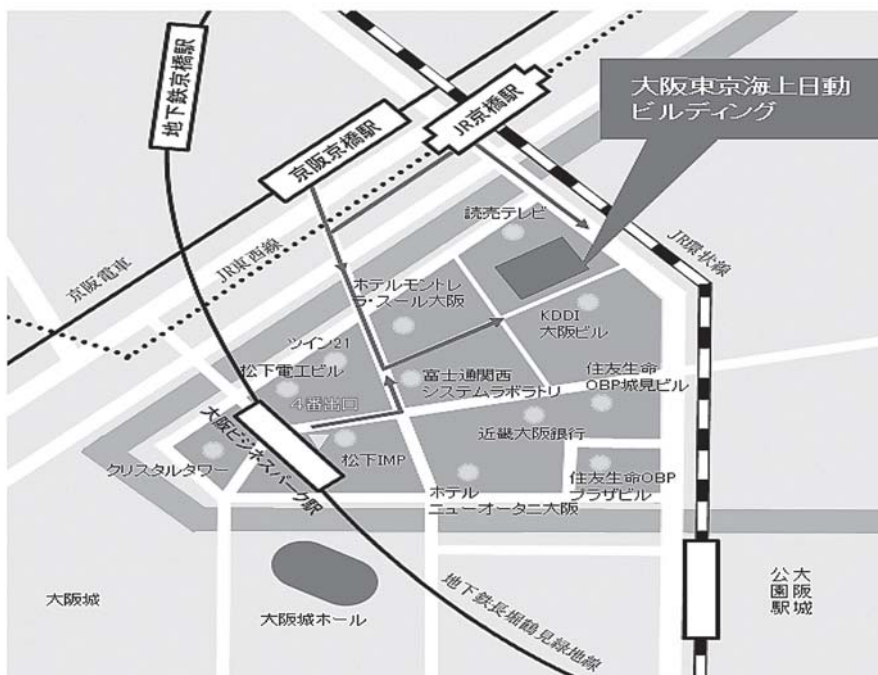 地下鉄京橋駅
京阪京橋駅
JR京橋駅
大阪東京海上日動
ビルディング
読売テレビ
JR環状線
京阪電車
JR東西線
ホテルモントレ
ラ・スール大阪
KDDI
大阪ビル
ツイン21
松下電工ビル
富士通関西
システムラボラトリ
住友生命
OBP城見ビル
4番出口
近畿大阪銀行
大阪ビジネスパーク駅
松下IMP
クリスタルタワー
ホテル
ニューオータニ大阪
住友生命OBP
プラザビル
大阪城
大阪城ホール
地下鉄長堀鶴見緑地線
大阪城
公園駅